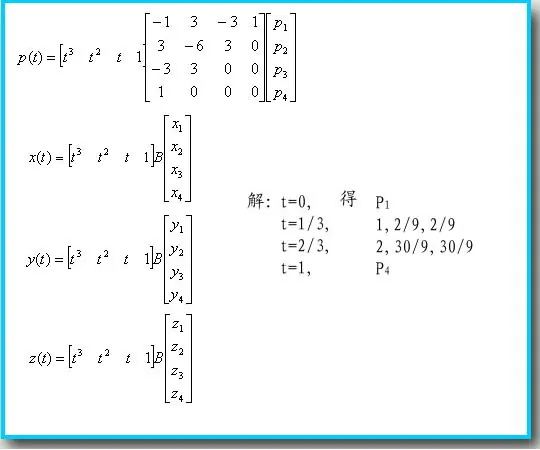 p(t) = [t³ t² t 1] [−1 3 −3 1; 3 −6 3 0; −3 3 0 0; 1 0 0 0] [p₁; p₂; p₃; p₄]
x(t) = [t³ t² t 1]B [x₁; x₂; x₃; x₄]
y(t) = [t³ t² t 1]B [y₁; y₂; y₃; y₄]
z(t) = [t³ t² t 1]B [z₁; z₂; z₃; z₄]
解: t=0, 得 P₁
t=1/3, 1, 2/9, 2/9
t=2/3, 2, 30/9, 30/9
t=1, P₄